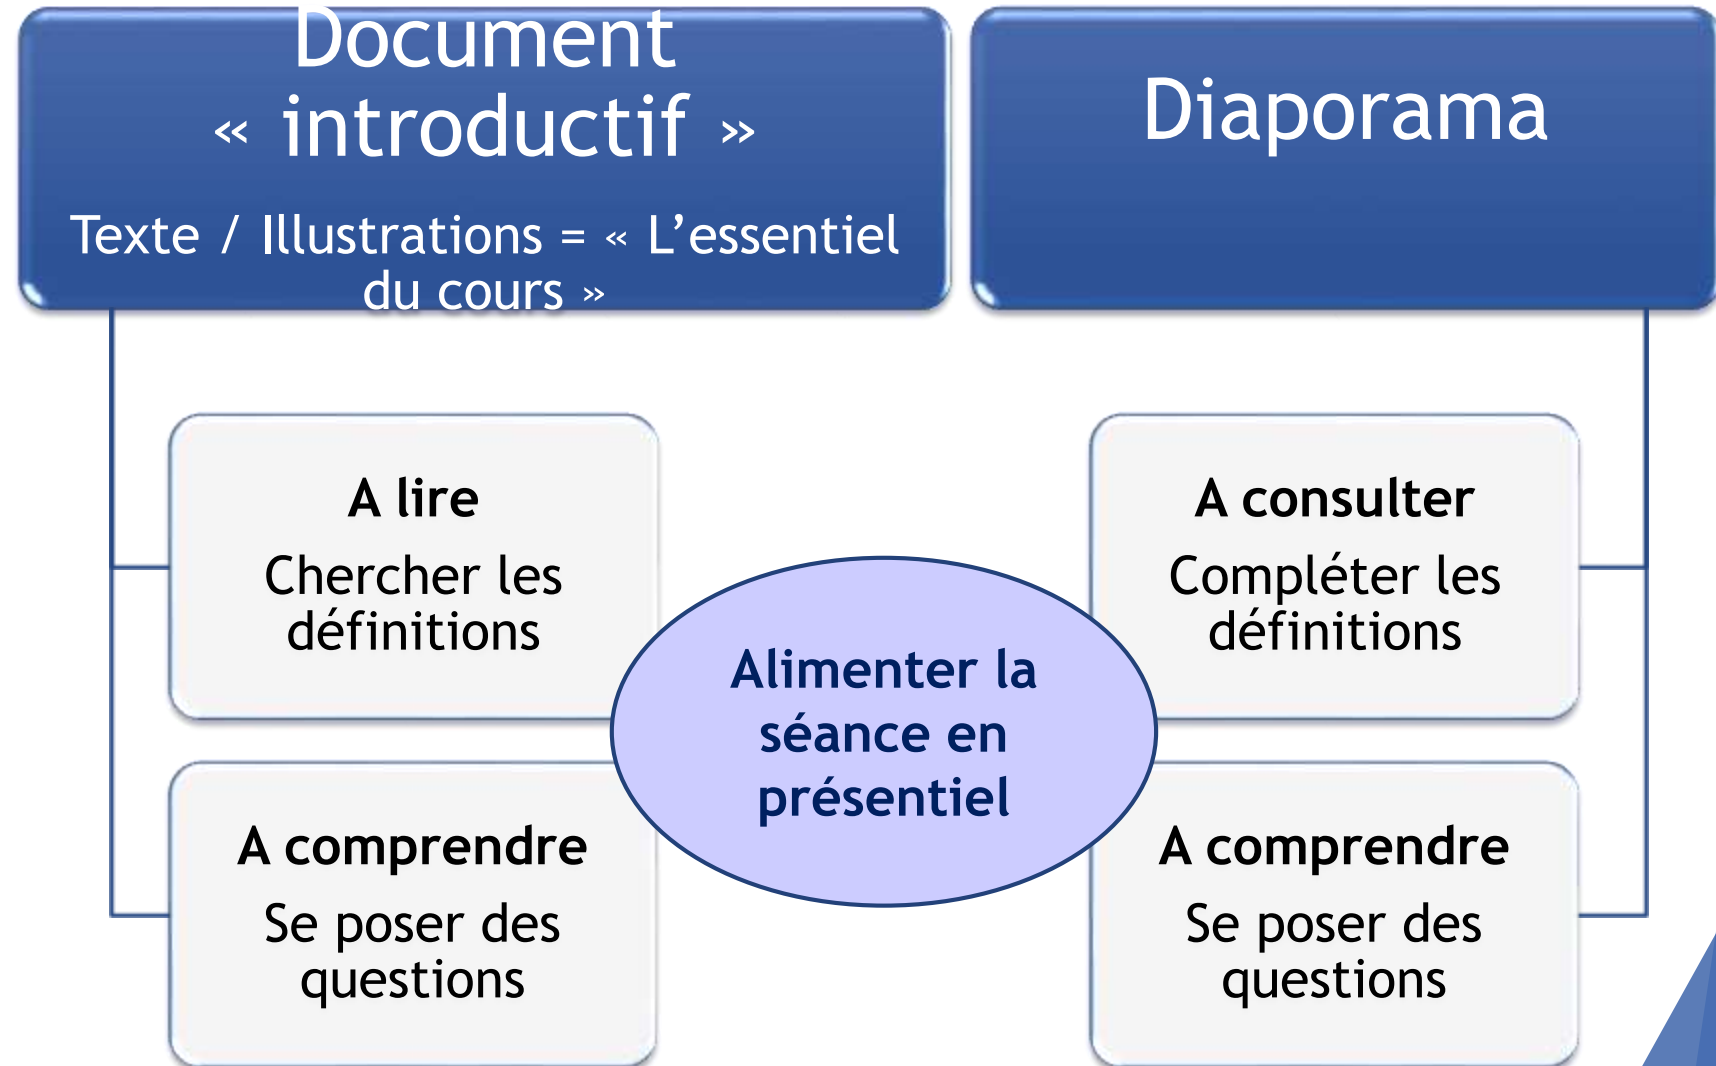 Document
« introductif »
Texte / Illustrations = « L’essentiel
du cours »
Diaporama
A lire
Chercher les
définitions
A comprendre
Se poser des
questions
Alimenter la
séance en
présentiel
A consulter
Compléter les
définitions
A comprendre
Se poser des
questions